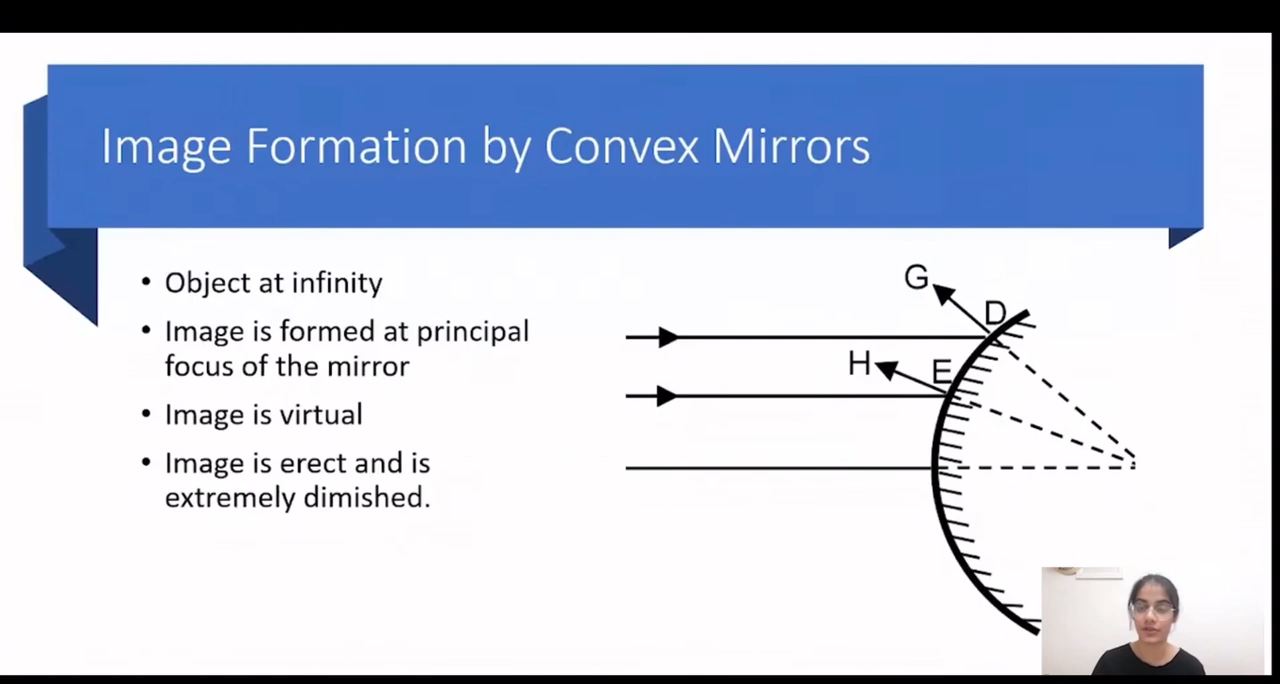 Image Formation by Convex Mirrors
• Object at infinity
• Image is formed at principal
focus of the mirror
• Image is virtual
• Image is erect and is
extremely dimished.
G
D
H
E